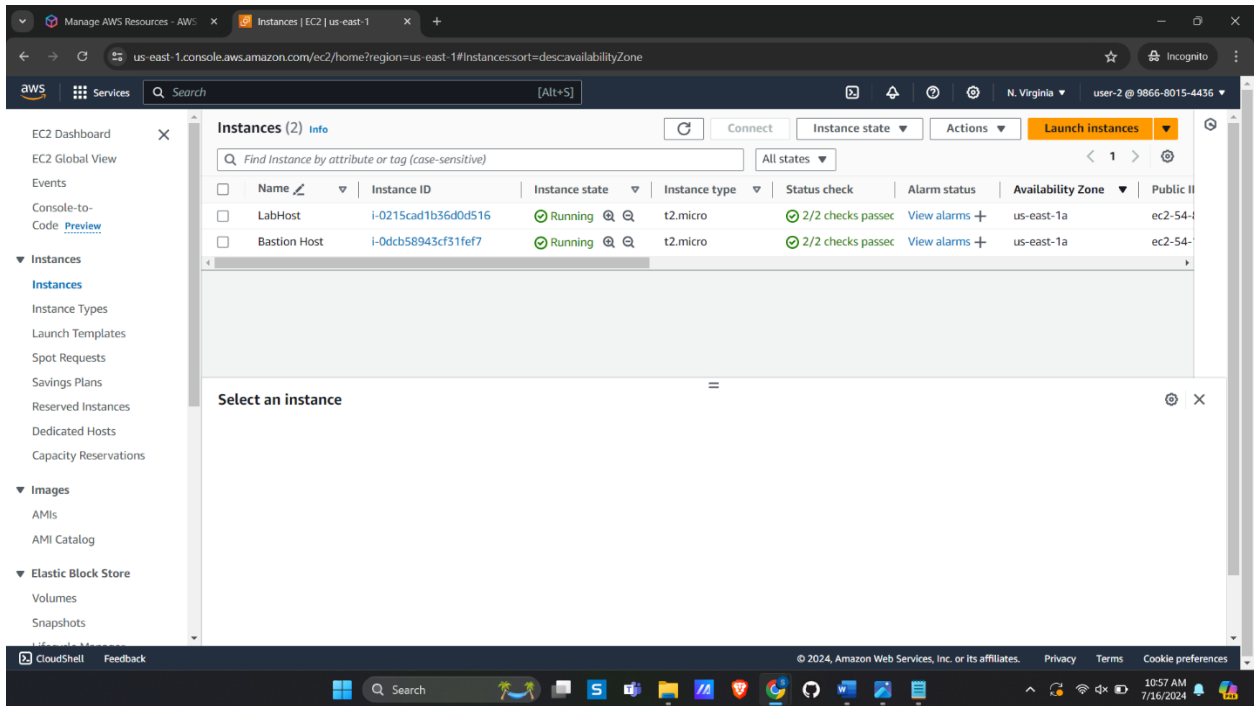 Manage AWS Resources - AWS
Instances | EC2 | us-east-1
us-east-1.console.aws.amazon.com/ec2/home?region=us-east-1#Instances:sort=desc:availabilityZone
Incognito
aws
Services
Search
[Alt+S]
N. Virginia
user-2 @ 9866-8015-4436
EC2 Dashboard
EC2 Global View
Events
Console-to-
Code Preview
Instances
Instances
Instance Types
Launch Templates
Spot Requests
Savings Plans
Reserved Instances
Dedicated Hosts
Capacity Reservations
Images
AMIs
AMI Catalog
Elastic Block Store
Volumes
Snapshots
Instances (2) Info
Connect
Instance state
Actions
Launch instances
Find Instance by attribute or tag (case-sensitive)
All states
1
Name Instance ID Instance state Instance type Status check Alarm status Availability Zone Public
LabHost i-0215cad1b36d0d516 Running t2.micro 2/2 checks passec View alarms + us-east-1a ec2-54-
Bastion Host i-0dcb58943cf31fef7 Running t2.micro 2/2 checks passec View alarms + us-east-1a ec2-54-
Select an instance
CloudShell Feedback
© 2024, Amazon Web Services, Inc. or its affiliates. Privacy Terms Cookie preferences
Search
10:57 AM
7/16/2024